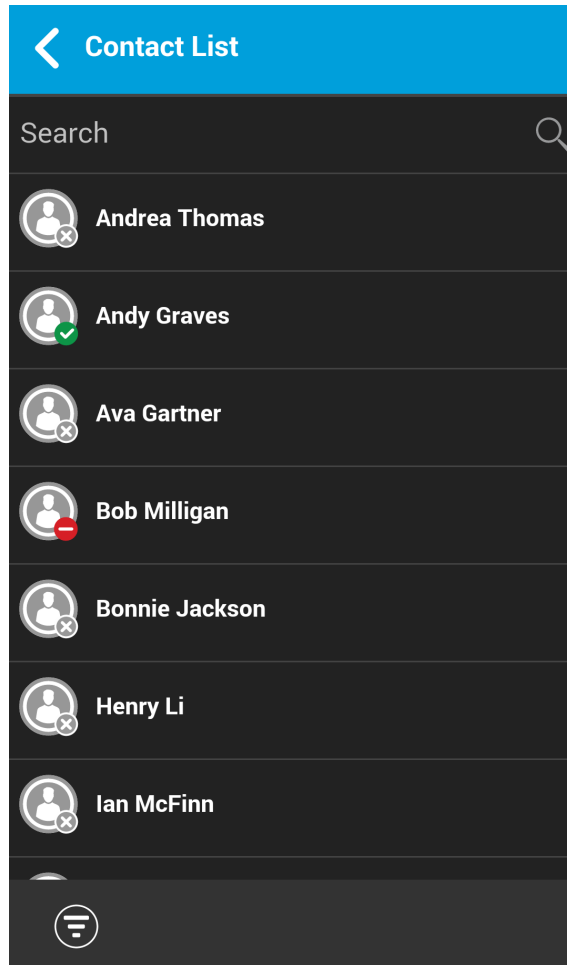 Contact List
Search
Andrea Thomas
Andy Graves
Ava Gartner
Bob Milligan
Bonnie Jackson
Henry Li
Ian McFinn